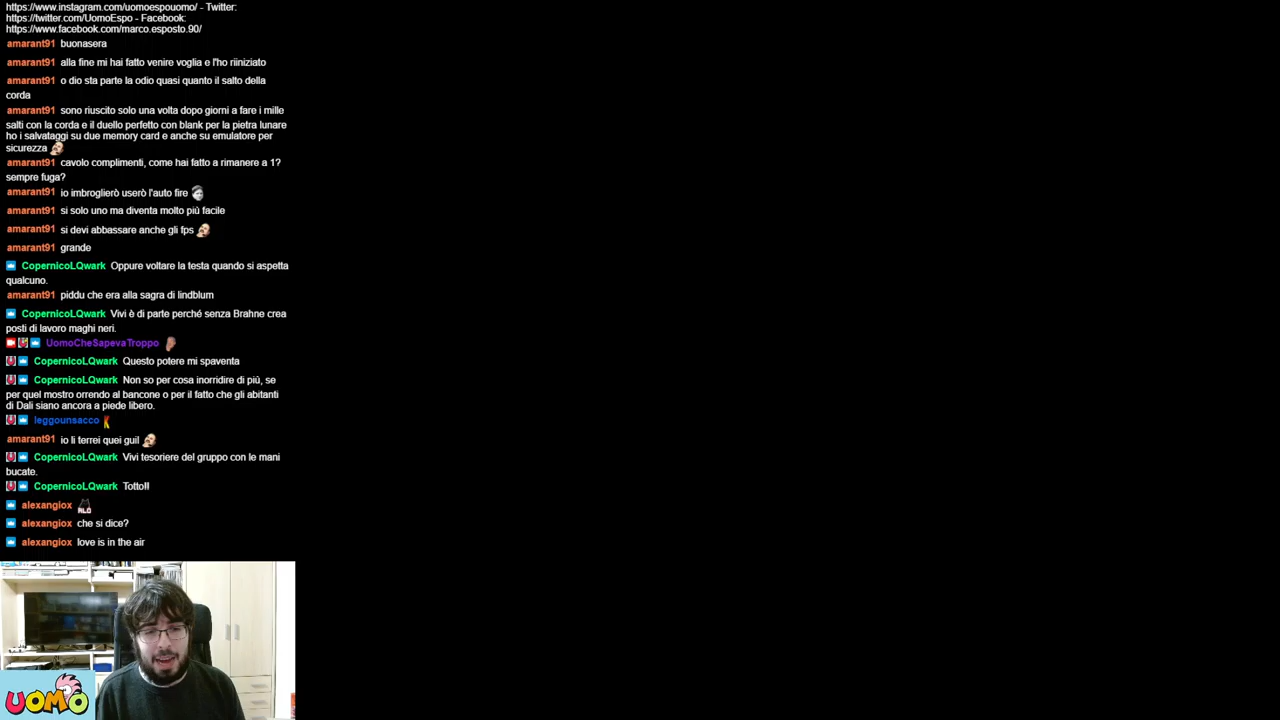 https://www.instagram.com/uomoespouomo/ - Twitter:
https://twitter.com/UomoEspo - Facebook:
https://www.facebook.com/marco.esposto.90/
amarant91 buonasera
amarant91 alla fine mi hai fatto venire voglia e l'ho riiniziato
amarant91 o dio sta parte la odio quasi quanto il salto della
corda
amarant91 sono riuscito solo una volta dopo giorni a fare i mille
salti con la corda e il duello perfetto con blank per la pietra lunare
ho i salvataggi su due memory card e anche su emulatore per
sicurezza
amarant91 cavolo complimenti, come hai fatto a rimanere a 1?
sempre fuga?
amarant91 io imbroglierò userò l'auto fire
amarant91 si solo uno ma diventa molto più facile
amarant91 si devi abbassare anche gli fps
amarant91 grande
CopernicoLQwark Oppure voltare la testa quando si aspetta
qualcuno.
amarant91 piddu che era alla sagra di lindblum
CopernicoLQwark Vivi è di parte perché senza Brahne crea
posti di lavoro maghi neri.
UomoCheSapevaTroppo
CopernicoLQwark Questo potere mi spaventa
CopernicoLQwark Non so per cosa inorridire di più, se
per quel mostro orrendo al bancone o per il fatto che gli abitanti
di Dali siano ancora a piede libero.
leggounsacco
amarant91 io li terrei quei guil
CopernicoLQwark Vivi tesoriere del gruppo con le mani
bucate.
CopernicoLQwark Totto!!
alexangiox
alexangiox che si dice?
alexangiox love is in the air
UOMO